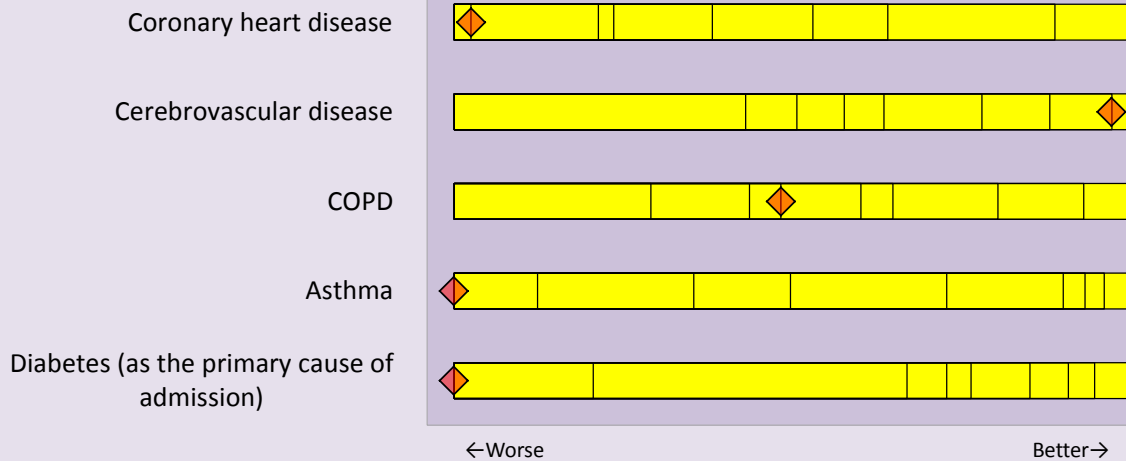 Coronary heart disease
Cerebrovascular disease
COPD
Asthma
Diabetes (as the primary cause of
admission)
←Worse
Better→